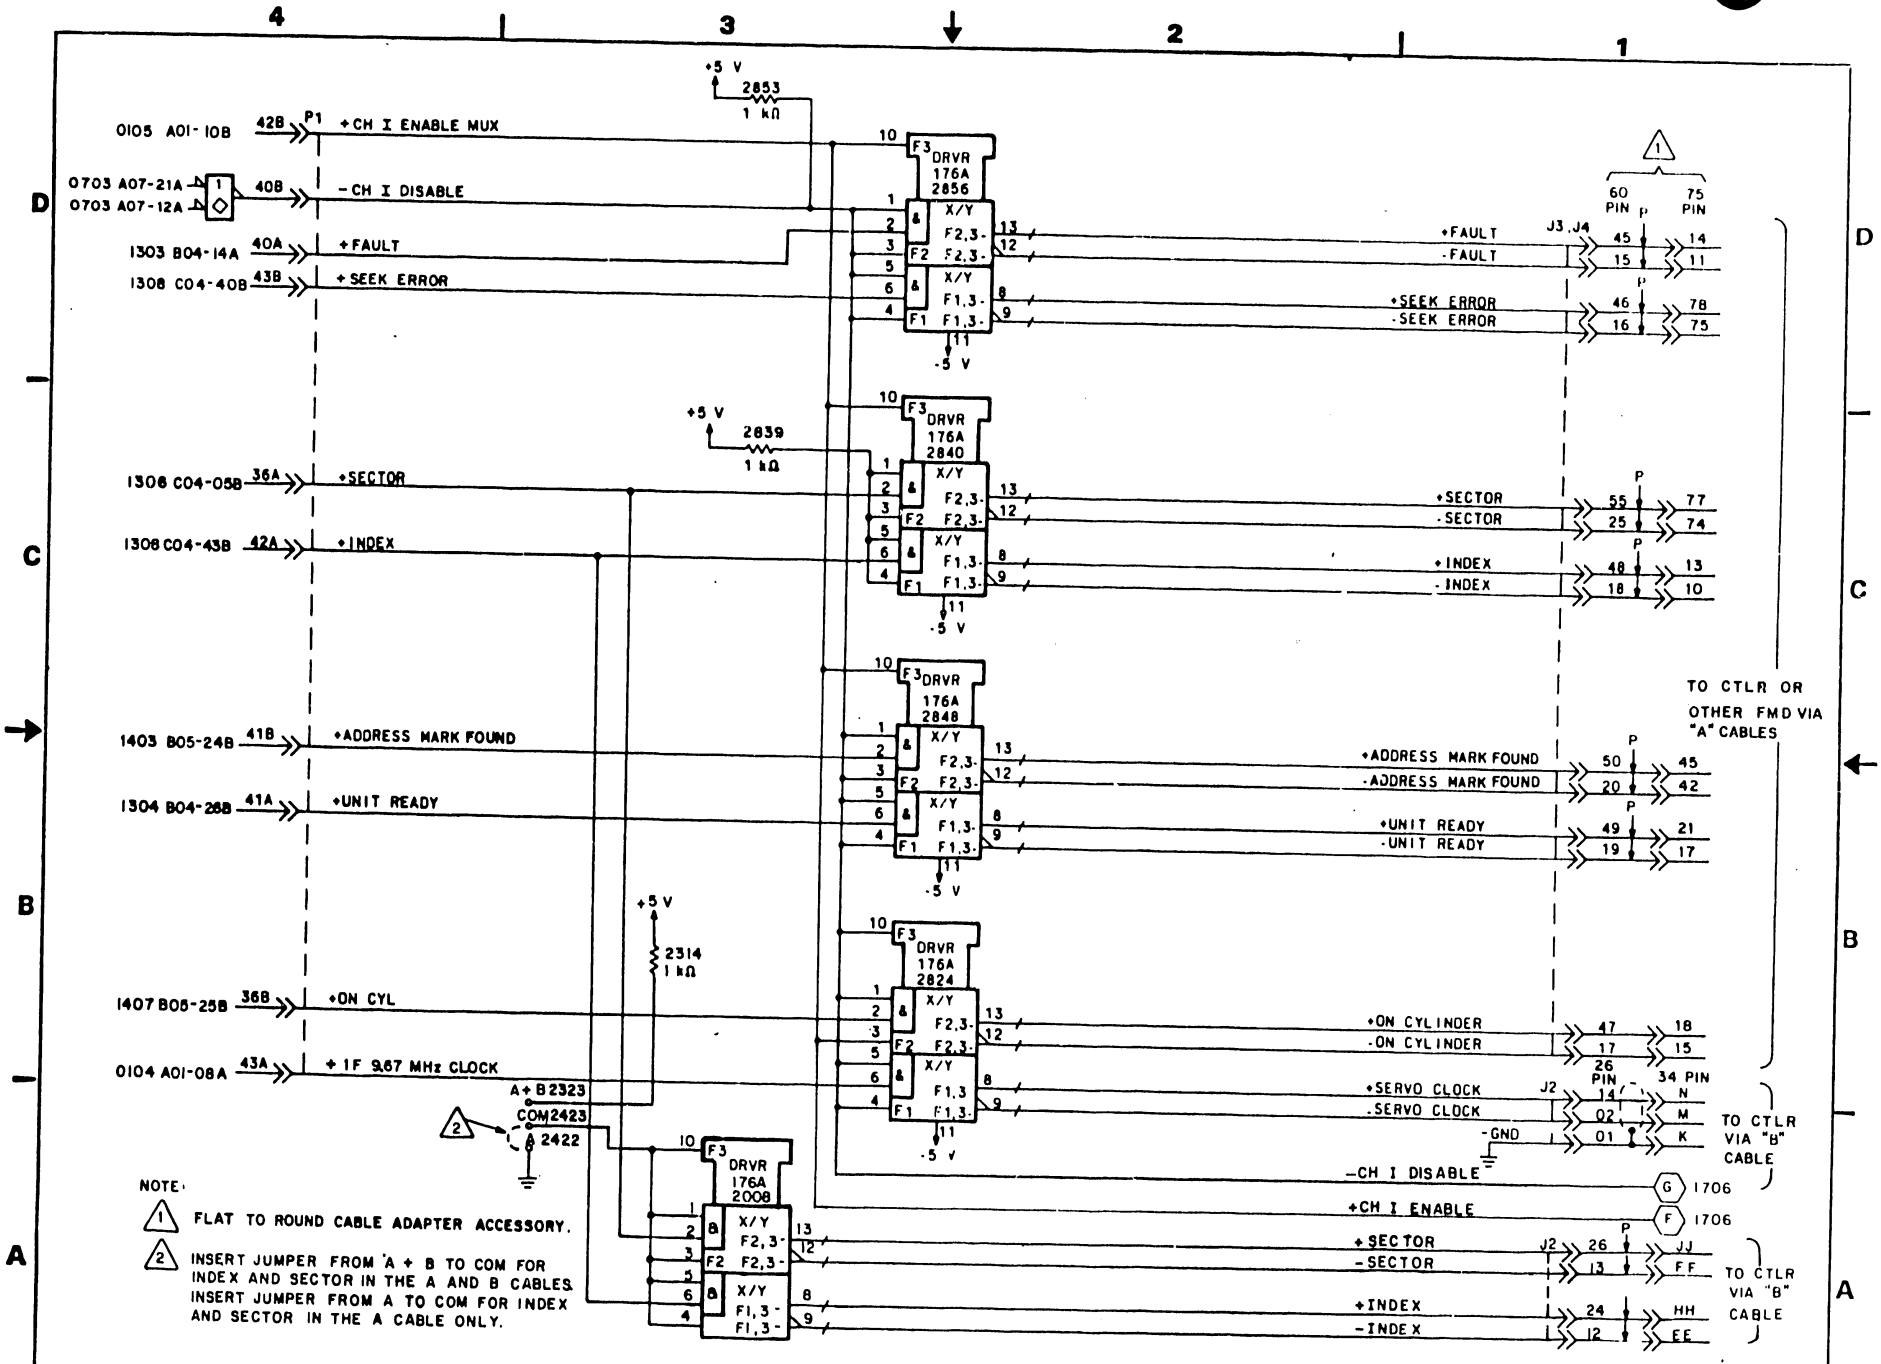 4 3 2 1
+5 V
2853
1 kΩ
0105 A01-10B 42B P1 +CH I ENABLE MUX
10 F3 DRVR
176A
2856
1
0703 A07-21A 1 40B -CH I DISABLE
0703 A07-12A
D
1 & X/Y
2 F2,3- 13
3 F2 F2,3- 12
60 PIN P 75 PIN
+FAULT J3,J4 45 14
-FAULT 15 11
D
1303 B04-14A 40A +FAULT
1308 C04-40B 43B +SEEK ERROR
5 & X/Y
6 F1,3- 8
4 F1 F1,3- 9
11
-5 V
P
+SEEK ERROR 46 78
-SEEK ERROR 16 75
+5 V
2839
1 kΩ
10 F3 DRVR
176A
2840
1306 C04-05B 36A +SECTOR
1 & X/Y
2 F2,3- 13
3 F2 F2,3- 12
P
+SECTOR 55 77
-SECTOR 25 74
C
1308 C04-43B 42A +INDEX
5 & X/Y
6 F1,3- 8
4 F1 F1,3- 9
11
-5 V
P
+INDEX 48 13
-INDEX 18 10
C
10 F3 DRVR
176A
2848
TO CTLR OR
OTHER FMD VIA
"A" CABLES
1403 B05-24B 41B +ADDRESS MARK FOUND
1 & X/Y
2 F2,3- 13
3 F2 F2,3- 12
P
+ADDRESS MARK FOUND 50 45
-ADDRESS MARK FOUND 20 42
1304 B04-26B 41A +UNIT READY
5 & X/Y
6 F1,3- 8
4 F1 F1,3- 9
11
-5 V
P
+UNIT READY 49 21
-UNIT READY 19 17
B
+5 V
2314
1 kΩ
10 F3 DRVR
176A
2824
B
1407 B05-25B 36B +ON CYL
1 & X/Y
2 F2,3- 13
3 F2 F2,3- 12
+ON CYLINDER 47 18
-ON CYLINDER 17 15
0104 A01-08A 43A + 1F 9.67 MHz CLOCK
5 & X/Y
6 F1,3 8
4 F1 F1,3- 9
11
-5 V
26 PIN 34 PIN
+SERVO CLOCK J2 14 N
-SERVO CLOCK 02 M
-GND 01 K
TO CTLR
VIA "B"
CABLE
A+B 2323
COM 2423
A 2422
2
-CH I DISABLE G 1706
+CH I ENABLE F 1706
10 F3
DRVR
176A
2008
1 & X/Y
2 F2,3- 13
3 F2 F2,3- 12
5 & X/Y
6 F1,3- 8
4 F1,3- 9
P
+SECTOR J2 26 JJ
-SECTOR 13 FF
+INDEX 24 HH
-INDEX 12 EE
TO CTLR
VIA "B"
CABLE
A
A
NOTE:
1 FLAT TO ROUND CABLE ADAPTER ACCESSORY.
2 INSERT JUMPER FROM A + B TO COM FOR
INDEX AND SECTOR IN THE A AND B CABLES.
INSERT JUMPER FROM A TO COM FOR INDEX
AND SECTOR IN THE A CABLE ONLY.